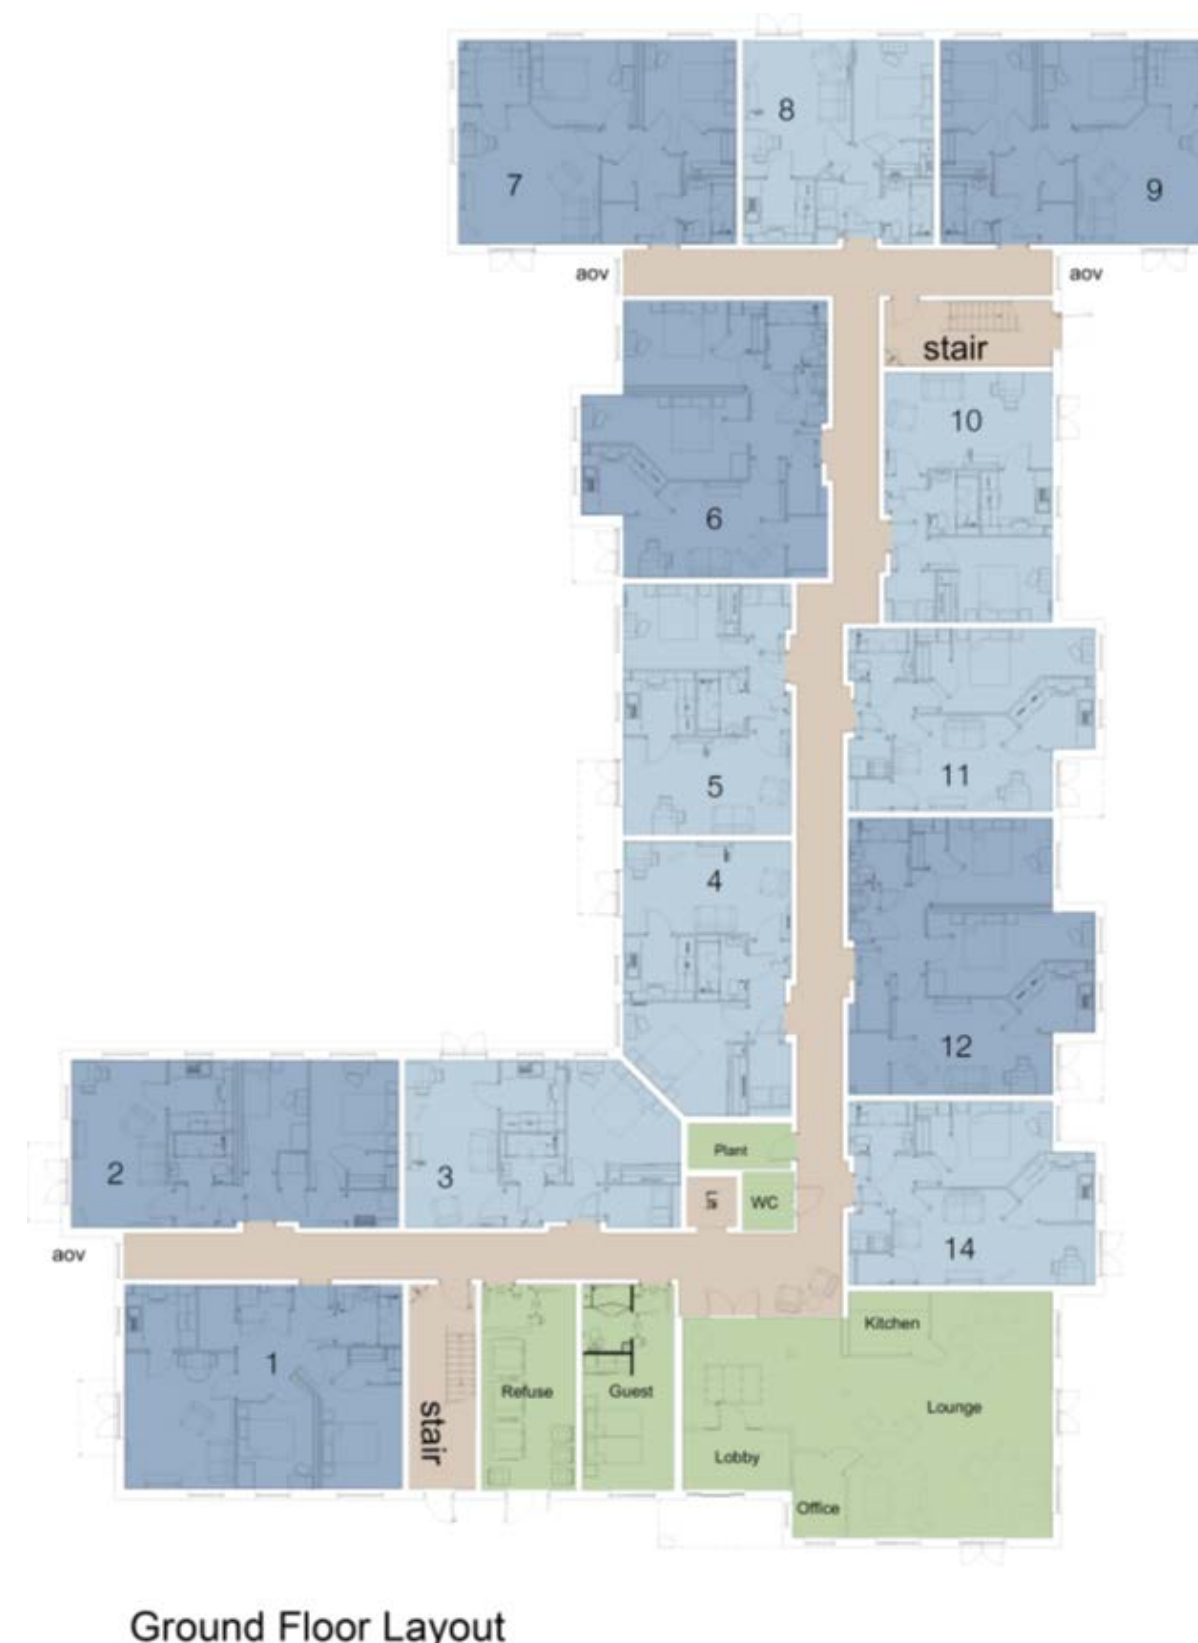 8
7
9
aov
aov
stair
10
6
11
5
4
12
Plant
2
3
Lift
WC
14
aov
Kitchen
1
Refuse
Guest
Lounge
stair
Lobby
Office
Ground Floor Layout